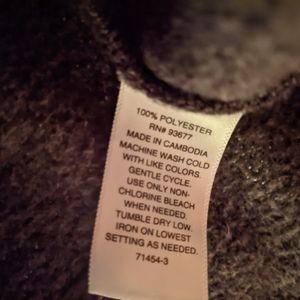 100% POLYESTER
RN# 93677
MADE IN CAMBODIA
MACHINE WASH COLD
WITH LIKE COLORS.
GENTLE CYCLE.
USE ONLY NON-
CHLORINE BLEACH
WHEN NEEDED.
TUMBLE DRY LOW.
IRON ON LOWEST
SETTING AS NEEDED.
71454-3